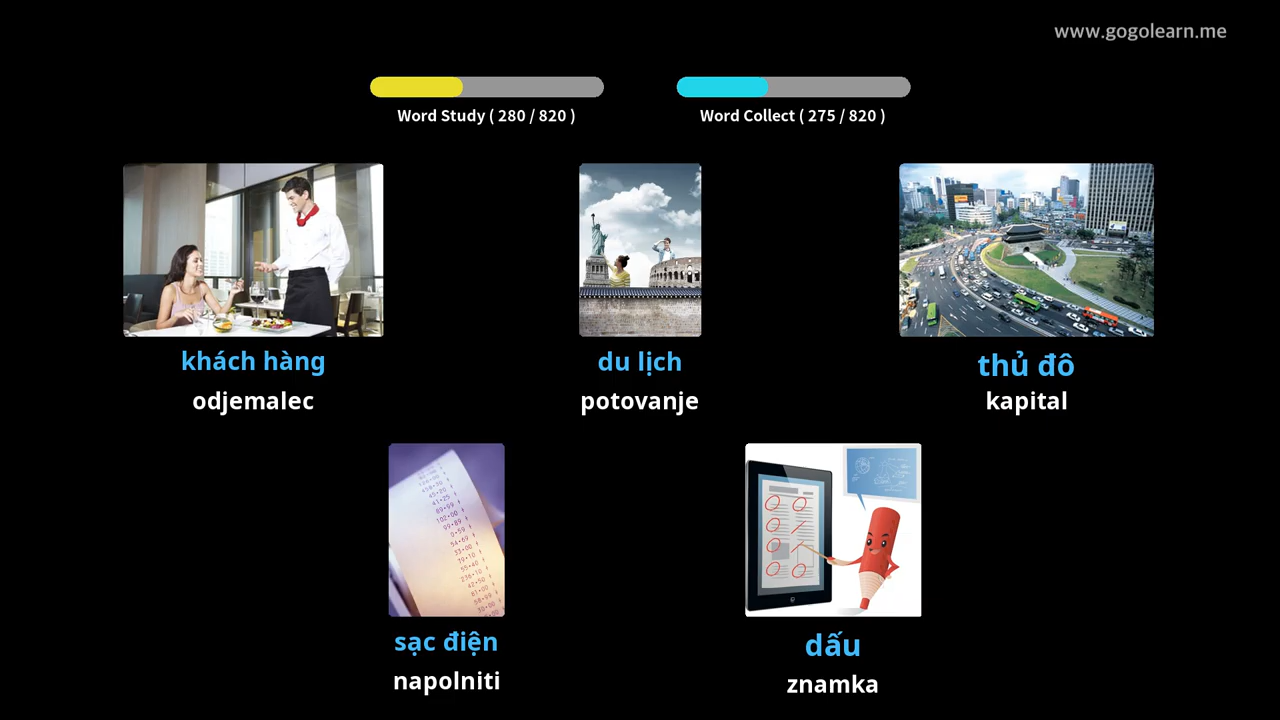 www.gogolearn.me
Word Study ( 280 / 820 )
Word Collect ( 275 / 820 )
khách hàng
du lịch
thủ đô
odjemalec
potovanje
kapital
sạc điện
dấu
napolniti
znamka